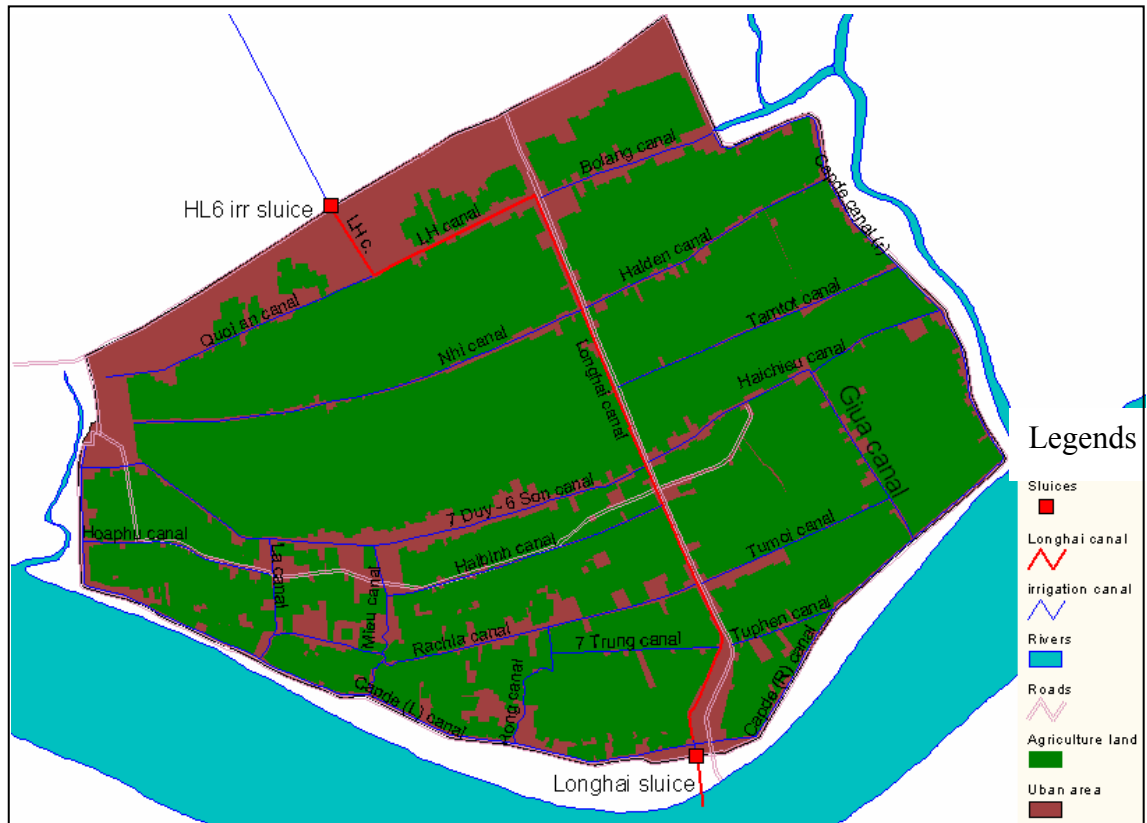 Bolang canal
Capde canal (r)
HL6 irr sluice
LH c.
LH canal
Halden canal
Quoi an canal
Nhi canal
Tamtot canal
Longhai canal
Haichieu canal
Giua canal
Legends
Sluices
Longhai canal
irrigation canal
Rivers
Roads
Agriculture land
Uban area
7 Duy - 6 Son canal
Hoaphu canal
Haibinh canal
La canal
Mieu Canal
Tumoi canal
Rachla canal
7 Trung canal
Tuphen canal
Capde (L) canal
Rong canal
Capde (R) canal
Longhai sluice